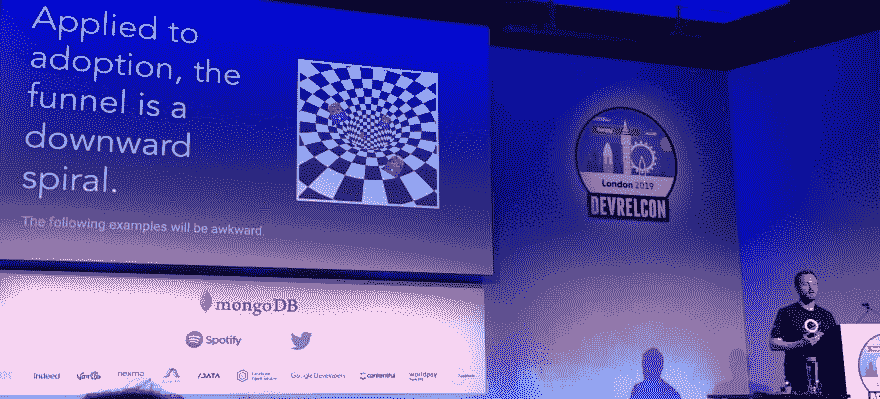 Applied to
adoption, the
funnel is a
downward
spiral.
The following examples will be awkward.
London 2019
DEVRELCON
mongoDB
Spotify
indeed
nexmo
/DATA
Google Developers
contentful
worldpay